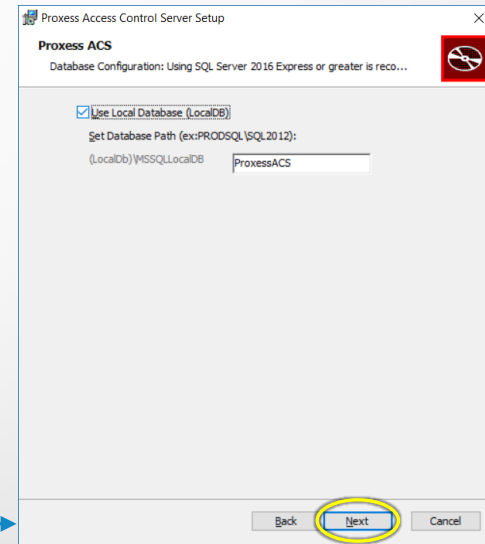 Proxess Access Control Server Setup
Proxess ACS
Database Configuration: Using SQL Server 2016 Express or greater is reco...
Use Local Database (LocalDB)
Set Database Path (ex:PRODSQL\SQL2012):
(LocalDb)\MSSQLLocalDB ProxessACS
Back Next Cancel